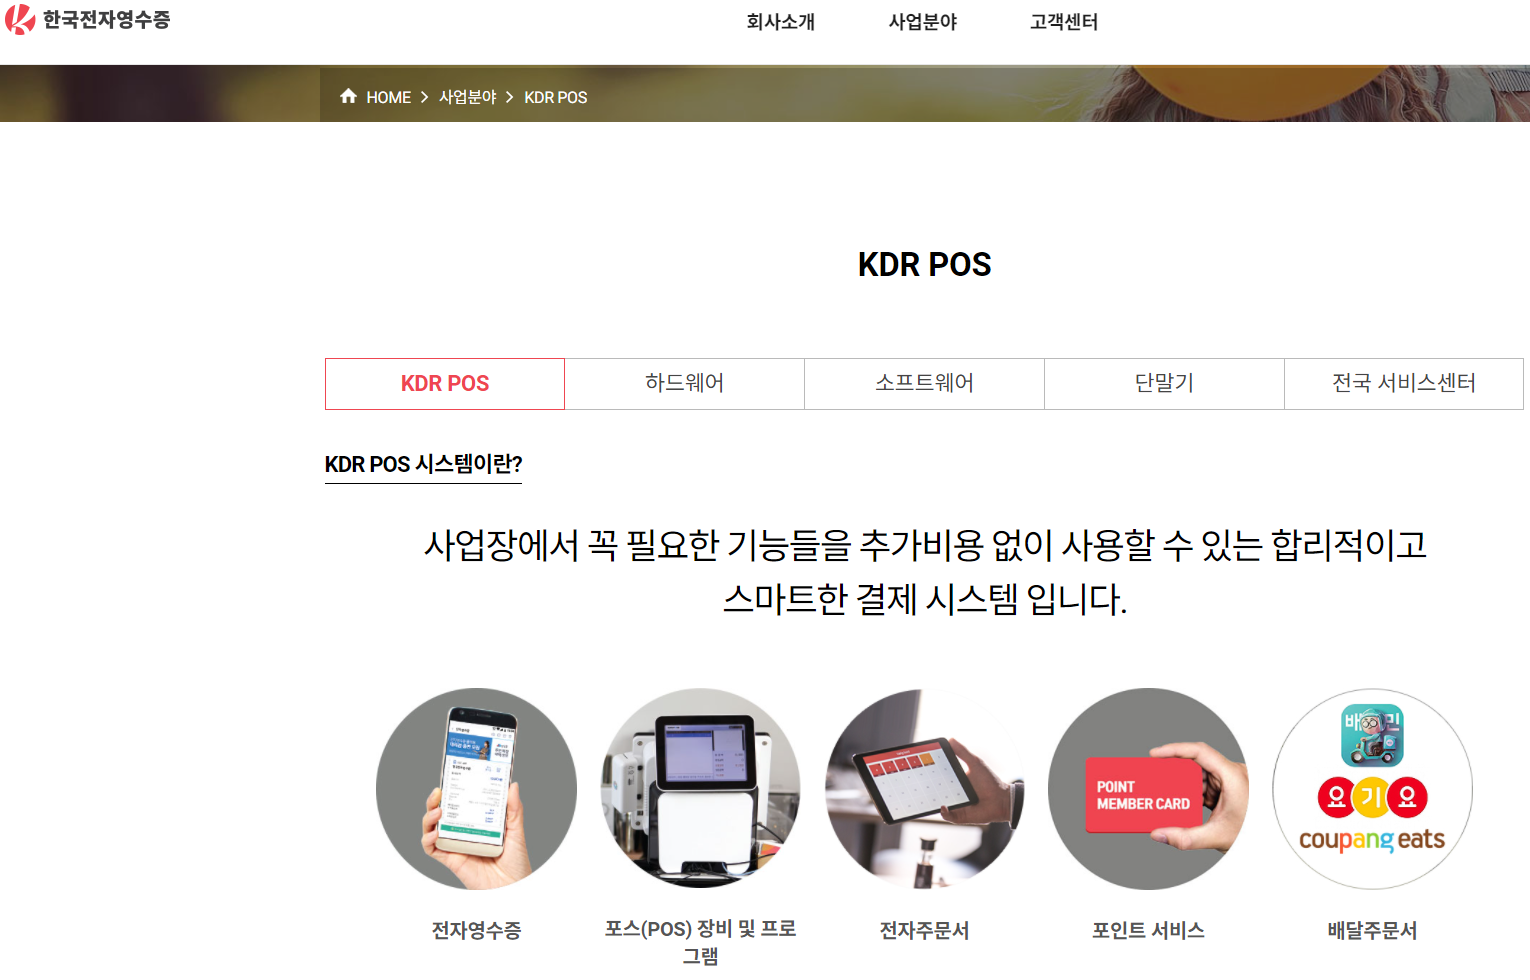 한국전자영수증
회사소개 사업분야 고객센터
HOME > 사업분야 > KDR POS
KDR POS
KDR POS 하드웨어 소프트웨어 단말기 전국 서비스센터
KDR POS 시스템이란?
사업장에서 꼭 필요한 기능들을 추가비용 없이 사용할 수 있는 합리적이고
스마트한 결제 시스템 입니다.
POINT
MEMBER CARD
배민
요기요
coupang eats
전자영수증
포스(POS) 장비 및 프로
그램
전자주문서
포인트 서비스
배달주문서